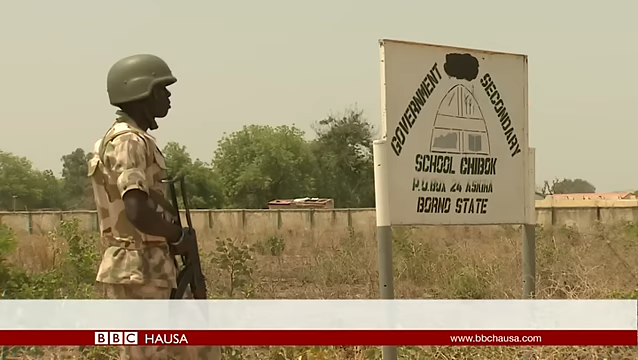 GOVERNMENT SECONDARY
SCHOOL CHIBOK
P.O.BOX 24 ASKIRA
BORNO STATE
BBC HAUSA
www.bbchausa.com